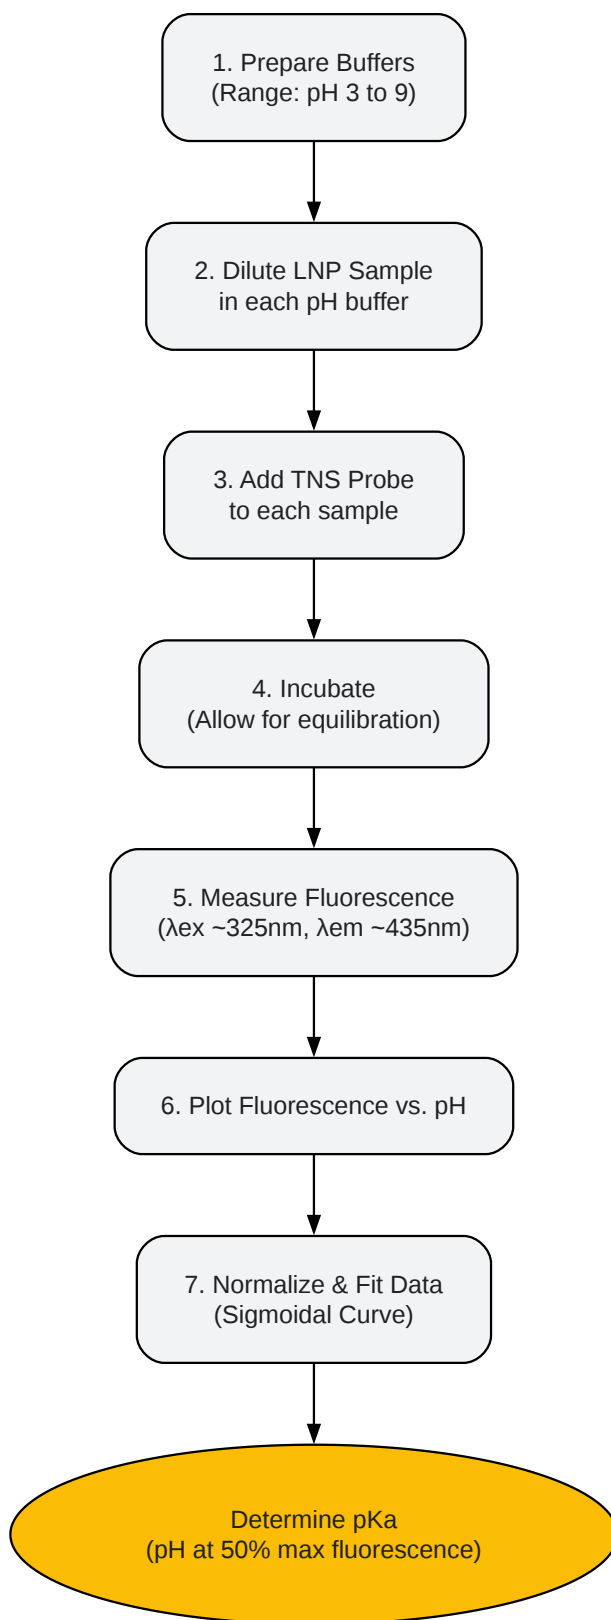 1. Prepare Buffers
(Range: pH 3 to 9)
2. Dilute LNP Sample
in each pH buffer
3. Add TNS Probe
to each sample
4. Incubate
(Allow for equilibration)
5. Measure Fluorescence
(λex ~325nm, λem ~435nm)
6. Plot Fluorescence vs. pH
7. Normalize & Fit Data
(Sigmoidal Curve)
Determine pKa
(pH at 50% max fluorescence)